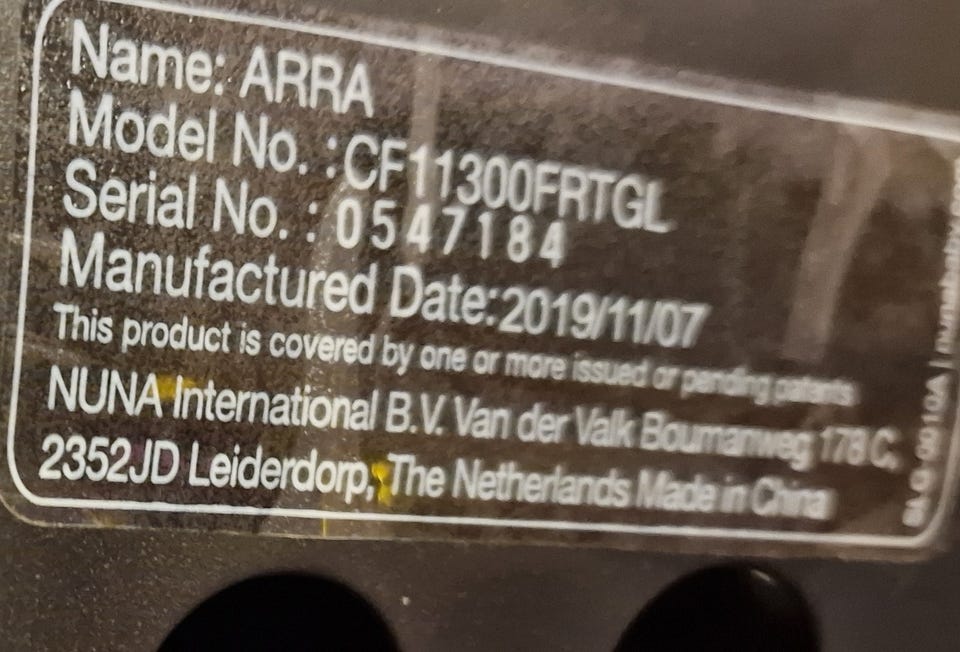 Name: ARRA
Model No. :CF11300FRTGL
Serial No. : 0547184
Manufactured Date:2019/11/07
This product is covered by one or more issued or pending patents
NUNA International B.V. Van der Valk Boumanweg 178 C,
2352JD Leiderdorp, The Netherlands Made in China